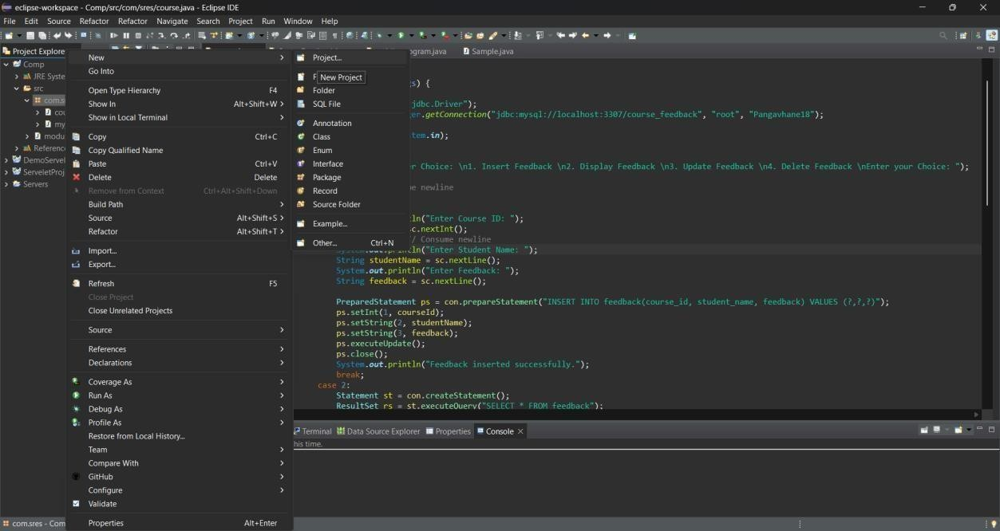 eclipse-workspace - Comp/src/com/sres/course.java - Eclipse IDE
File Edit Source Refactor Refactor Navigate Search Project Run Window Help
Project Explore
ogram.java
Sample.java
Comp
JRE Syste
src
com.s
cou
my
modu
Reference
DemoServel
ServeletProj
Servers
New
Go Into
Open Type Hierarchy F4
Show In Alt+Shift+W >
Show in Local Terminal
Copy Ctrl+C
Copy Qualified Name
Paste Ctrl+V
Delete Delete
Remove from Context Ctrl+Alt+Shift+Down
Build Path
Source Alt+Shift+S >
Refactor Alt+Shift+T >
Import...
Export...
Refresh F5
Close Project
Close Unrelated Projects
Source
References
Declarations
Coverage As
Run As
Debug As
Profile As
Restore from Local History...
Team
Compare With
GitHub
Configure
Validate
Properties Alt+Enter
Project...
F
New Project
Folder
SQL File
Annotation
Class
Enum
Interface
Package
Record
Source Folder
Example...
Other... Ctrl+N
s) {
jdbc.Driver");
er.getConnection("jdbc:mysql://localhost:3307/course_feedback", "root", "Pangavhane18");
tem.in);
r Choice: \n1. Insert Feedback \n2. Display Feedback \n3. Update Feedback \n4. Delete Feedback \nEnter your Choice: ");
e newline
ln("Enter Course ID: ");
c.nextInt();
/ Consume newline
System.out.println("Enter Student Name: ");
String studentName = sc.nextLine();
System.out.println("Enter Feedback: ");
String feedback = sc.nextLine();
PreparedStatement ps = con.prepareStatement("INSERT INTO feedback(course_id, student_name, feedback) VALUES (?,?,?)");
ps.setInt(1, courseId);
ps.setString(2, studentName);
ps.setString(3, feedback);
ps.executeUpdate();
ps.close();
System.out.println("Feedback inserted successfully.");
break;
case 2:
Statement st = con.createStatement();
ResultSet rs = st.executeQuery("SELECT * FROM feedback");
Terminal Data Source Explorer Properties Console
his time.
com.sres - Com